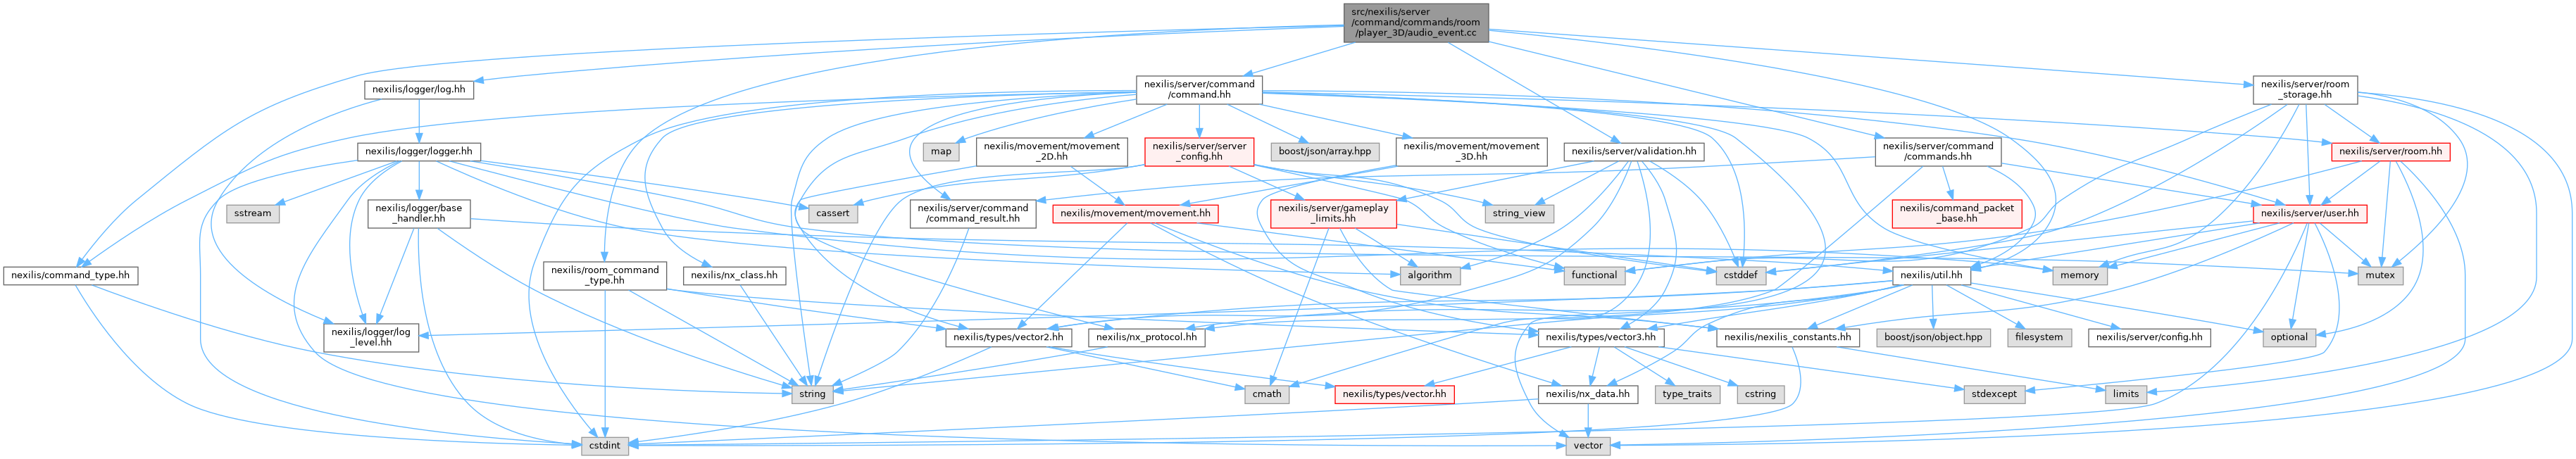 src/nexilis/server
/command/commands/room
/player_3D/audio_event.cc
nexilis/logger/log.hh
nexilis/server/command
/command.hh
nexilis/server/room
_storage.hh
nexilis/logger/logger.hh
map
nexilis/movement/movement
_2D.hh
nexilis/server/server
_config.hh
boost/json/array.hpp
nexilis/movement/movement
_3D.hh
nexilis/server/validation.hh
nexilis/server/command
/commands.hh
nexilis/server/room.hh
sstream
nexilis/logger/base
_handler.hh
cassert
nexilis/server/command
/command_result.hh
nexilis/movement/movement.hh
nexilis/server/gameplay
_limits.hh
string_view
nexilis/command_packet
_base.hh
nexilis/server/user.hh
nexilis/command_type.hh
nexilis/room_command
_type.hh
nexilis/nx_class.hh
algorithm
functional
cstddef
memory
nexilis/util.hh
mutex
nexilis/logger/log
_level.hh
nexilis/types/vector2.hh
nexilis/nx_protocol.hh
nexilis/types/vector3.hh
nexilis/nexilis_constants.hh
boost/json/object.hpp
filesystem
nexilis/server/config.hh
optional
string
cmath
nexilis/types/vector.hh
nexilis/nx_data.hh
type_traits
cstring
stdexcept
limits
cstdint
vector